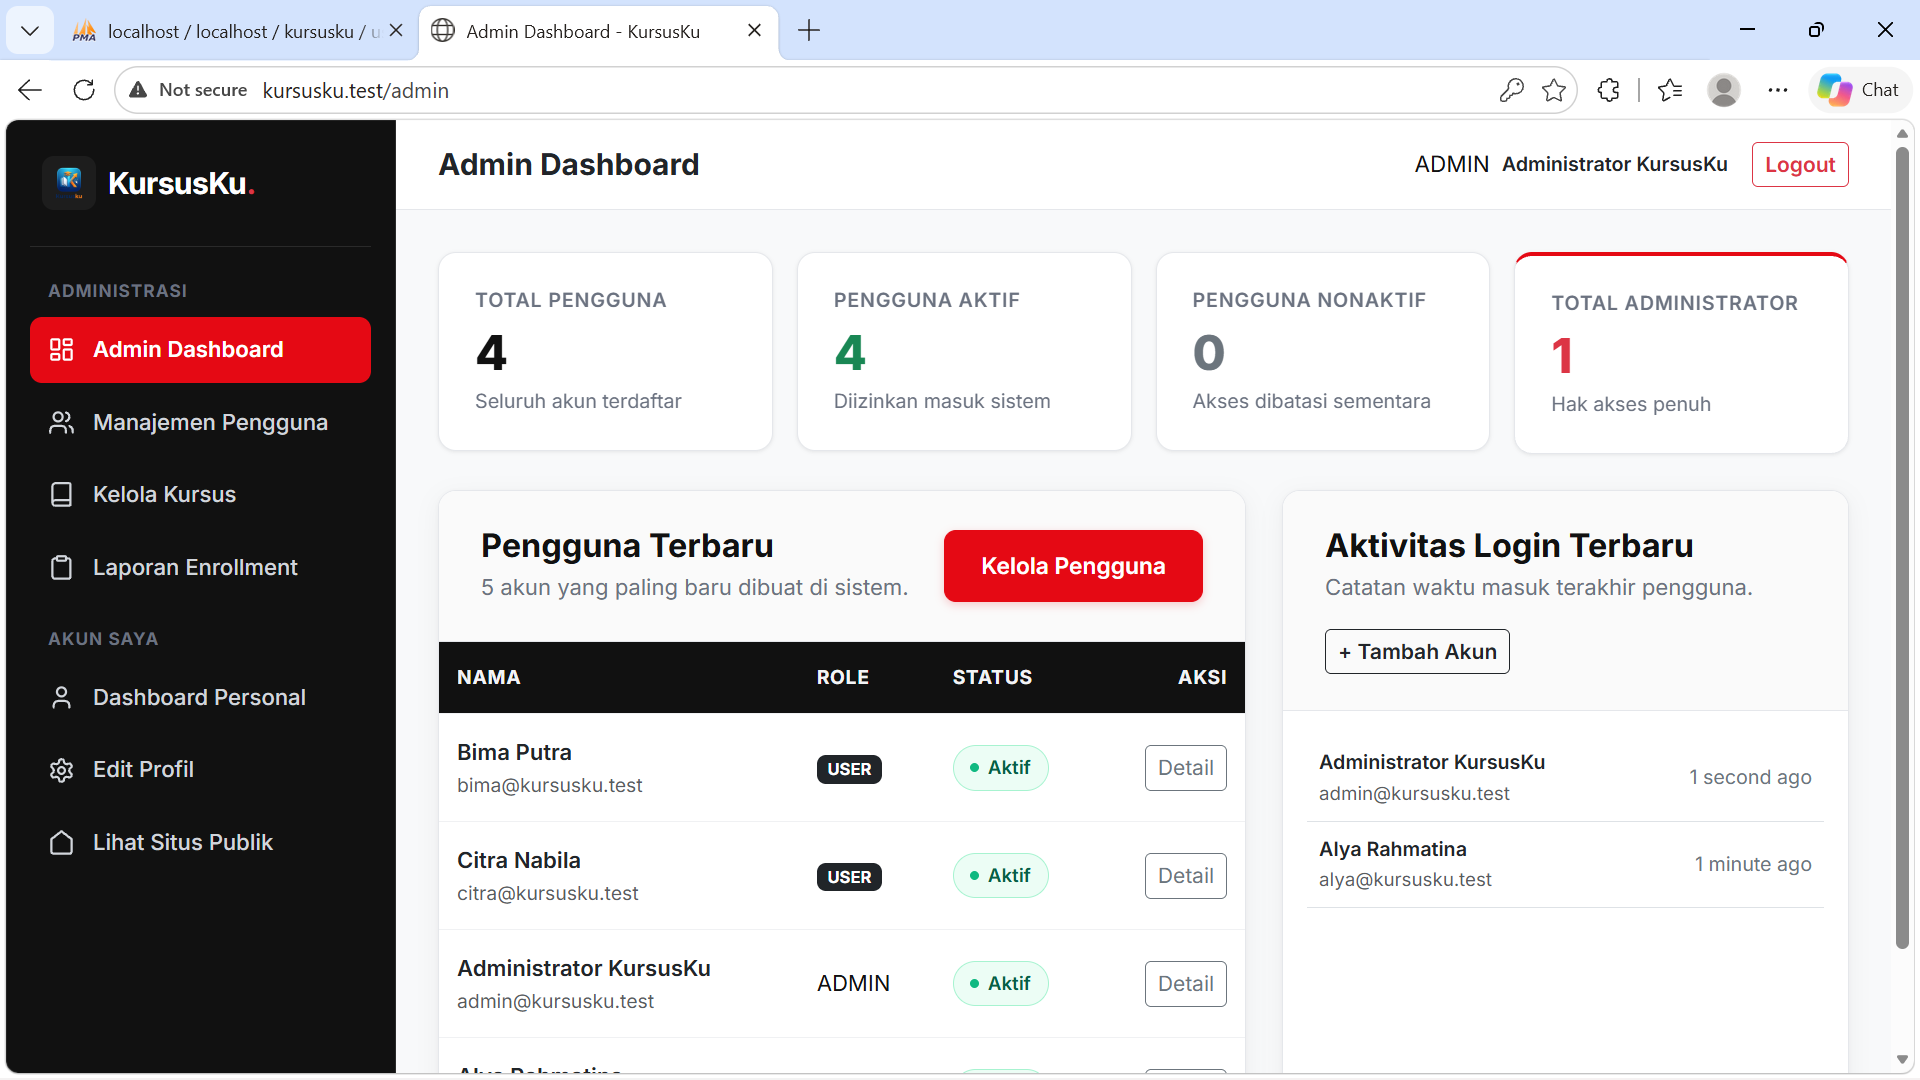 localhost / localhost / kursusku / u
Admin Dashboard - KursusKu
Not secure kursusku.test/admin
Chat
KursusKu.
ADMINISTRASI
Admin Dashboard
Manajemen Pengguna
Kelola Kursus
Laporan Enrollment
AKUN SAYA
Dashboard Personal
Edit Profil
Lihat Situs Publik
Admin Dashboard
ADMIN Administrator KursusKu Logout
TOTAL PENGGUNA
4
Seluruh akun terdaftar
PENGGUNA AKTIF
4
Diizinkan masuk sistem
PENGGUNA NONAKTIF
0
Akses dibatasi sementara
TOTAL ADMINISTRATOR
1
Hak akses penuh
Pengguna Terbaru
5 akun yang paling baru dibuat di sistem.
Kelola Pengguna
NAMA ROLE STATUS AKSI
Bima Putra
bima@kursusku.test
USER Aktif Detail
Citra Nabila
citra@kursusku.test
USER Aktif Detail
Administrator KursusKu
admin@kursusku.test
ADMIN Aktif Detail
Alya Rahmatina
Aktivitas Login Terbaru
Catatan waktu masuk terakhir pengguna.
+ Tambah Akun
Administrator KursusKu
admin@kursusku.test
1 second ago
Alya Rahmatina
alya@kursusku.test
1 minute ago